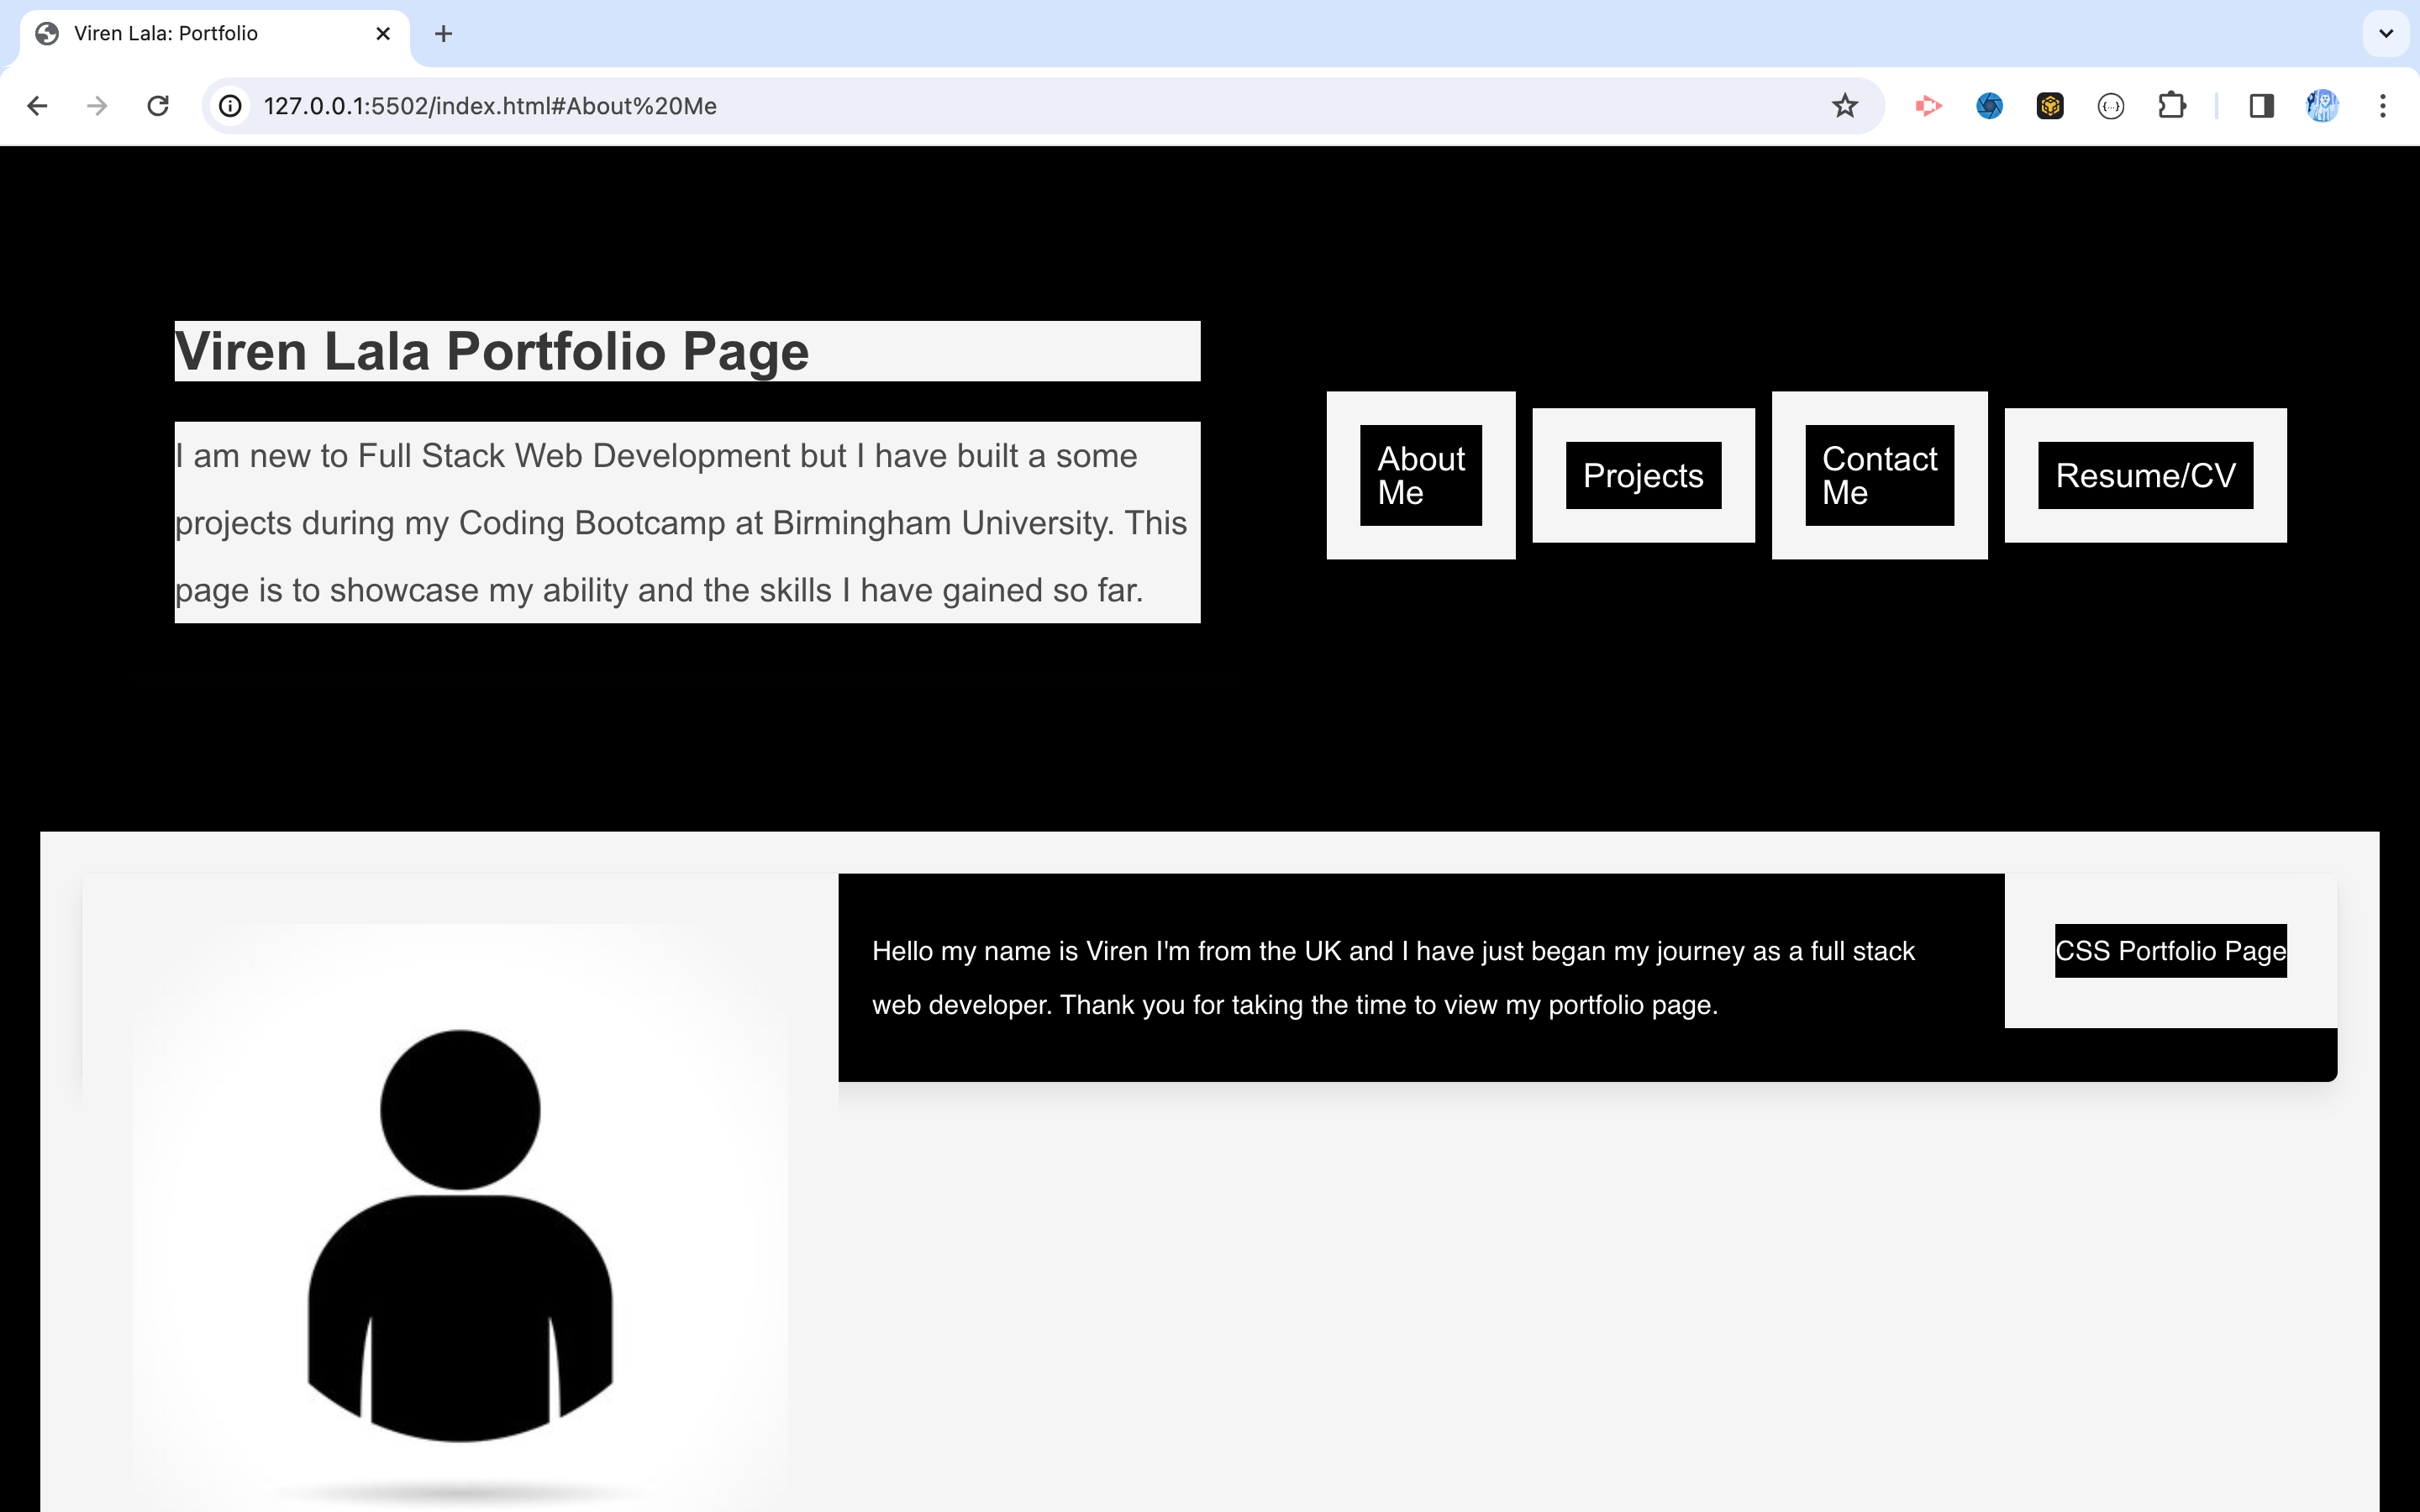 Viren Lala: Portfolio
127.0.0.1:5502/index.html#About%20Me
Viren Lala Portfolio Page
I am new to Full Stack Web Development but I have built a some
projects during my Coding Bootcamp at Birmingham University. This
page is to showcase my ability and the skills I have gained so far.
About
Me
Projects
Contact
Me
Resume/CV
Hello my name is Viren I'm from the UK and I have just began my journey as a full stack
web developer. Thank you for taking the time to view my portfolio page.
CSS Portfolio Page